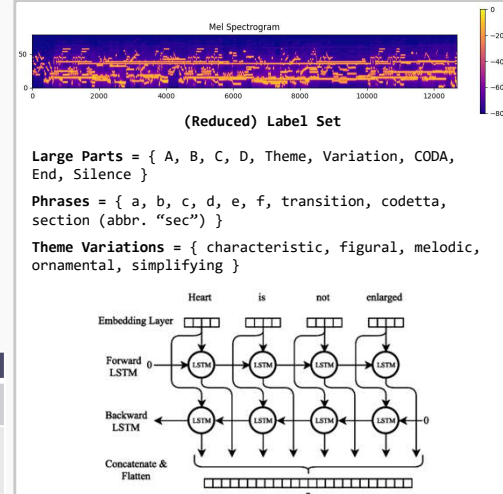 Mel Spectrogram
0
50
−20
−40
−60
0
−80
0 2000 4000 6000 8000 10000 12000
(Reduced) Label Set
Large Parts = { A, B, C, D, Theme, Variation, CODA,
End, Silence }
Phrases = { a, b, c, d, e, f, transition, codetta,
section (abbr. “sec”) }
Theme Variations = { characteristic, figural, melodic,
ornamental, simplifying }
Heart is not enlarged
Embedding Layer
Forward 0 LSTM LSTM LSTM LSTM
LSTM
Backward LSTM LSTM LSTM LSTM 0
LSTM
Concatenate &
Flatten